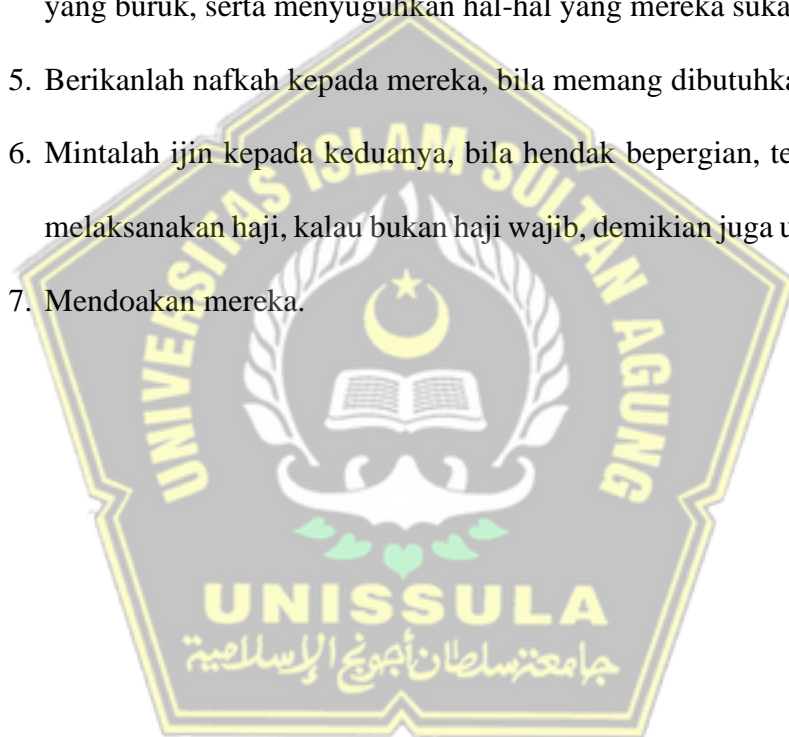 yang buruk, serta menyuguhkan hal-hal yang mereka suka
5. Berikanlah nafkah kepada mereka, bila memang dibutuhka
6. Mintalah ijin kepada keduanya, bila hendak bepergian, te
melaksanakan haji, kalau bukan haji wajib, demikian juga u
7. Mendoakan mereka.
UNIVERSITAS ISLAM SULTAN AGUNG
UNISSULA
جامعتسلطان أجونج الإسلامية